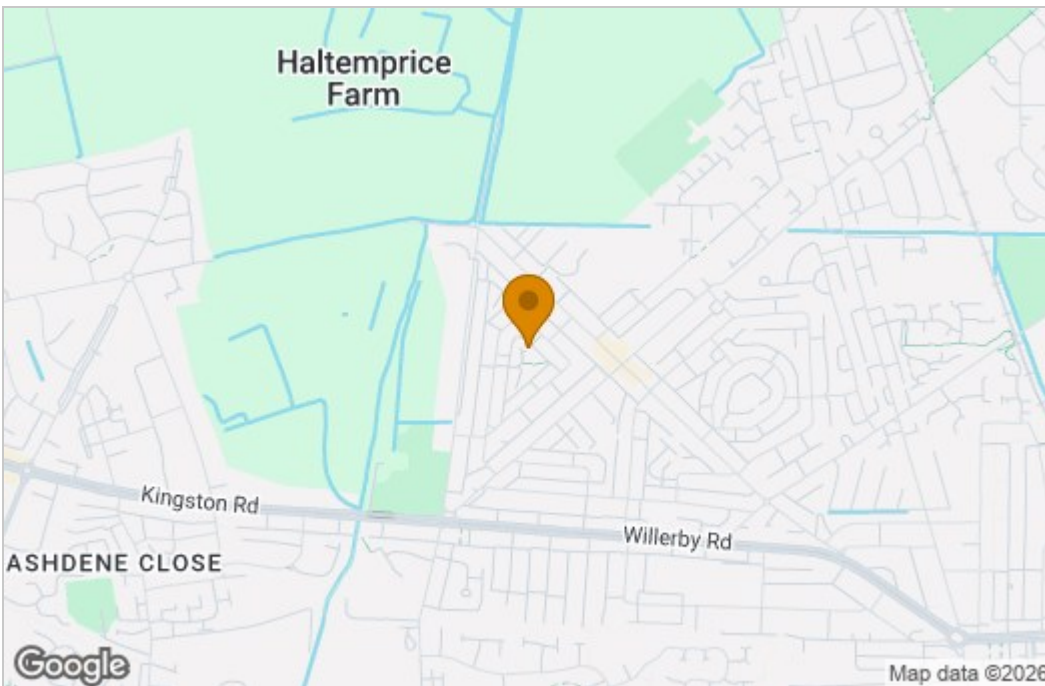 Haltemprice
Farm
Kingston Rd
Willerby Rd
ASHDENE CLOSE
Google
Map data ©2026